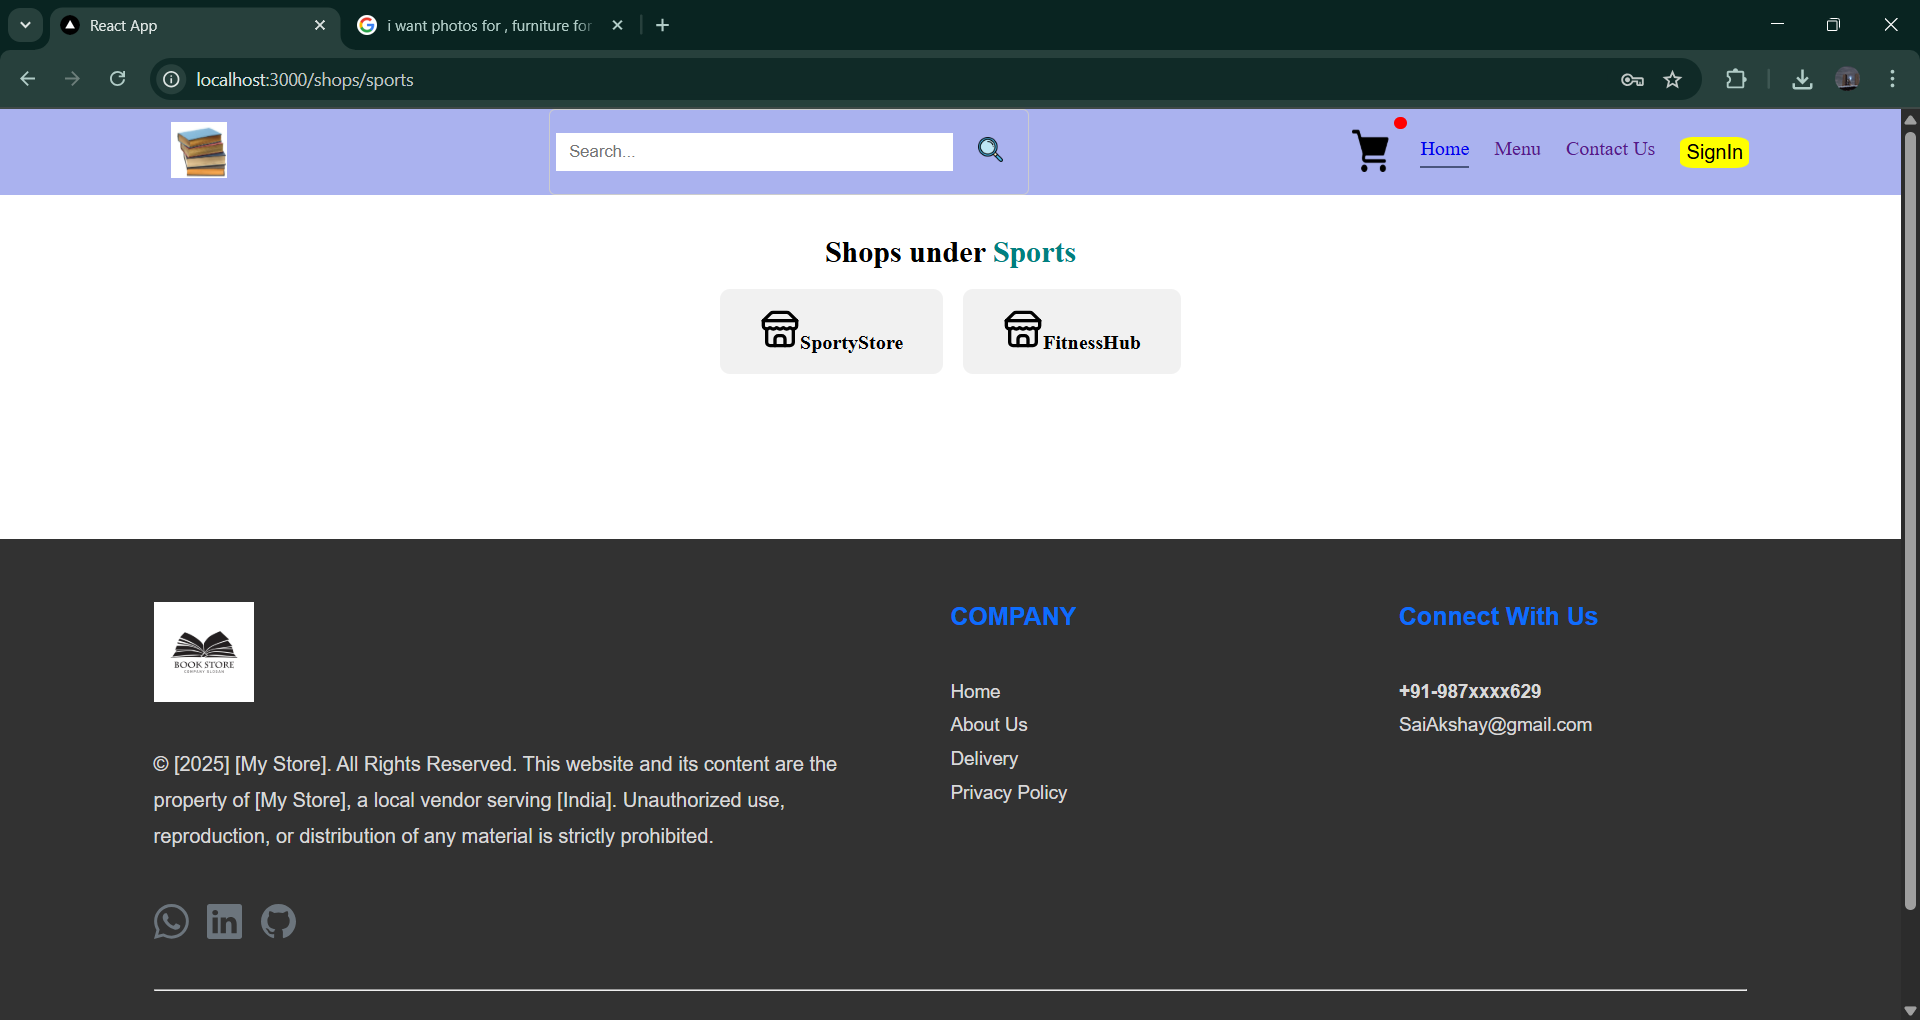 React App
i want photos for , furniture for
localhost:3000/shops/sports
Search...
Home
Menu
Contact Us
SignIn
Shops under Sports
SportyStore
FitnessHub
BOOK STORE
COMPANY SLOGAN
© [2025] [My Store]. All Rights Reserved. This website and its content are the
property of [My Store], a local vendor serving [India]. Unauthorized use,
reproduction, or distribution of any material is strictly prohibited.
in
COMPANY
Home
About Us
Delivery
Privacy Policy
Connect With Us
+91-987xxxx629
SaiAkshay@gmail.com